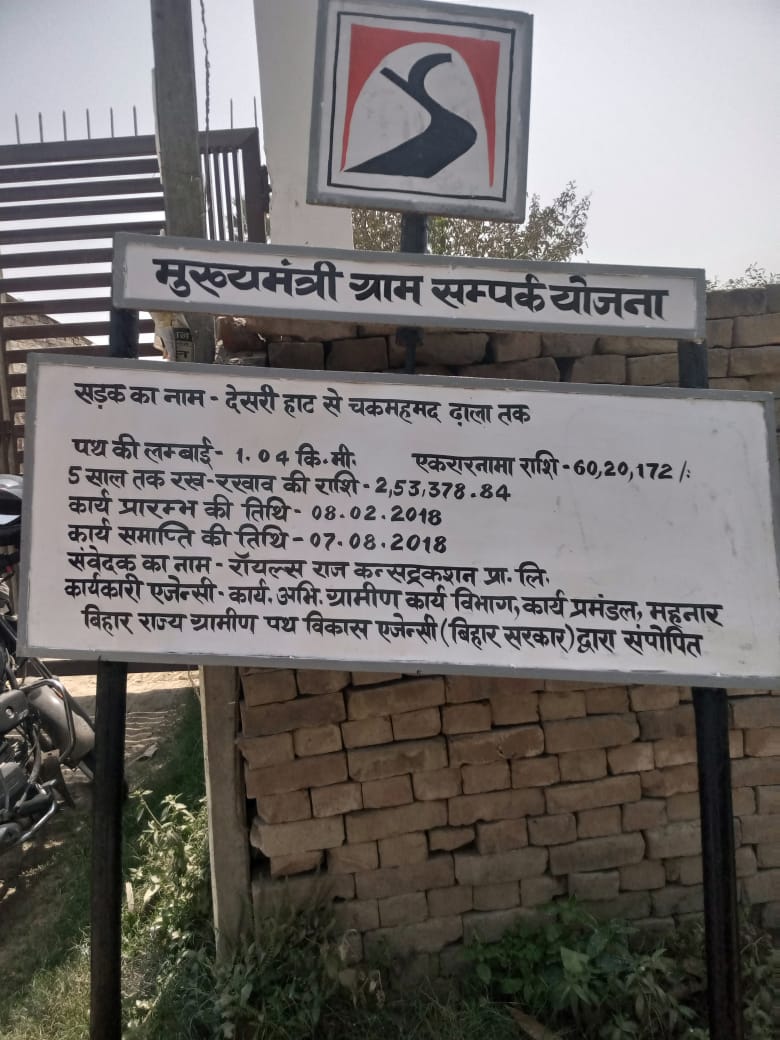 मुख्यमंत्री ग्राम सम्पर्क योजना
सड़क का नाम - देसरी हाट से चकमहमद ढ़ाला तक
पथ की लम्बाई - 1.04 कि.मी. एकरारनामा राशि - 60,20,172/:
5 साल तक रख-रखाव की राशि - 2,53,378.84
कार्य प्रारम्भ की तिथि - 08.02.2018
कार्य समाप्ति की तिथि - 07.08.2018
संवेदक का नाम - रॉयल्स राज कन्सट्रकशन प्रा. लि.
कार्यकारी एजेन्सी - कार्य. अभि. ग्रामीण कार्य विभाग, कार्य प्रमंडल, महनार
बिहार राज्य ग्रामीण पथ विकास एजेन्सी (बिहार सरकार) द्वारा संपोषित